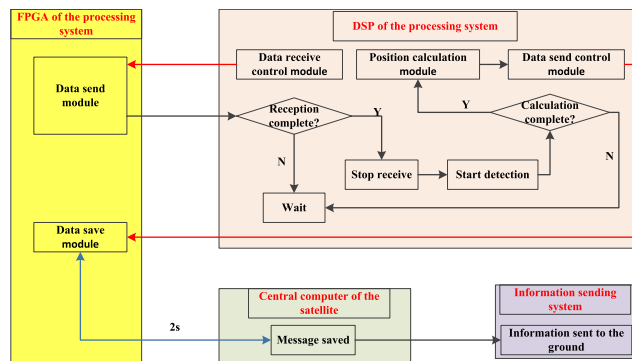 FPGA of the processing
system
DSP of the processing system
Data send
module
Data receive
control module
Position calculation
module
Data send control
module
Reception
complete?
Y
Y
Calculation
complete?
N
N
Stop receive
Start detection
Wait
Data save
module
2s
Central computer of the
satellite
Message saved
Information sending
system
Information sent to the
ground